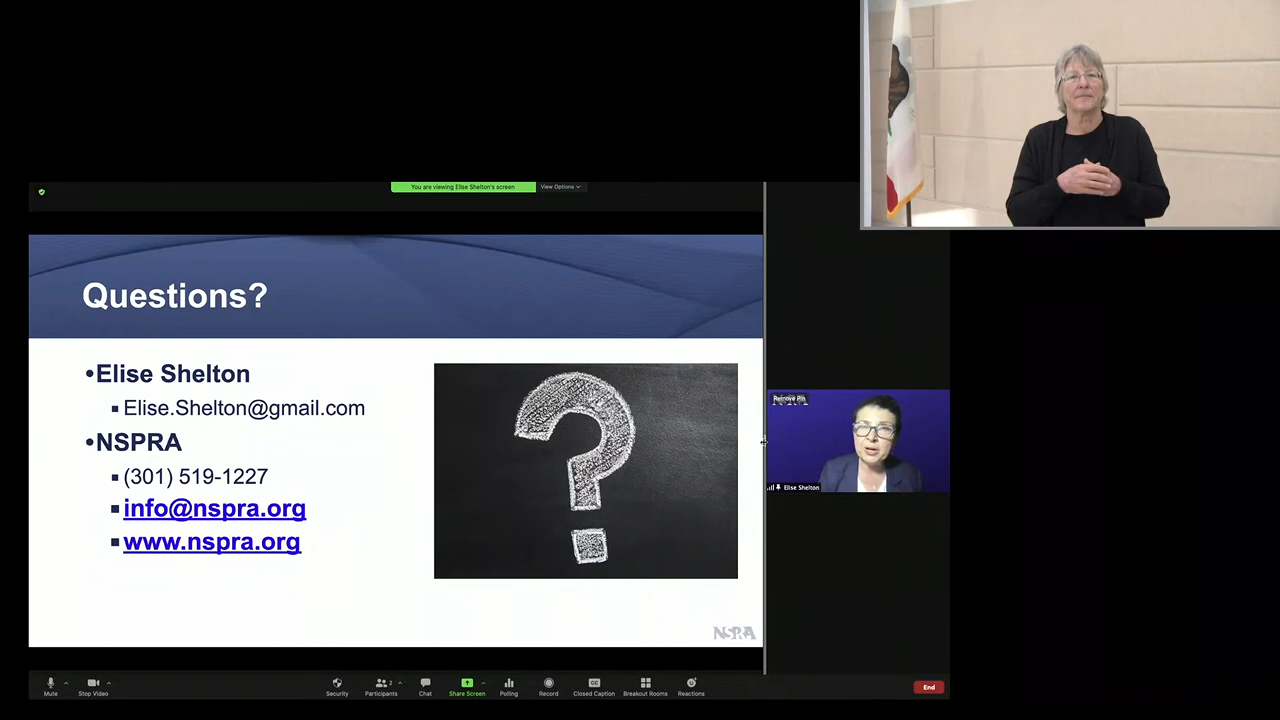 You are viewing Elise Shelton's screen
View Options
Questions?
•Elise Shelton
▪Elise.Shelton@gmail.com
•NSPRA
▪(301) 519-1227
▪info@nspra.org
▪www.nspra.org
NSPRA
Remove Pin
Elise Shelton
Mute
Stop Video
Security
Participants
2
Chat
Share Screen
Polling
Record
CC
Closed Caption
Breakout Rooms
Reactions
End